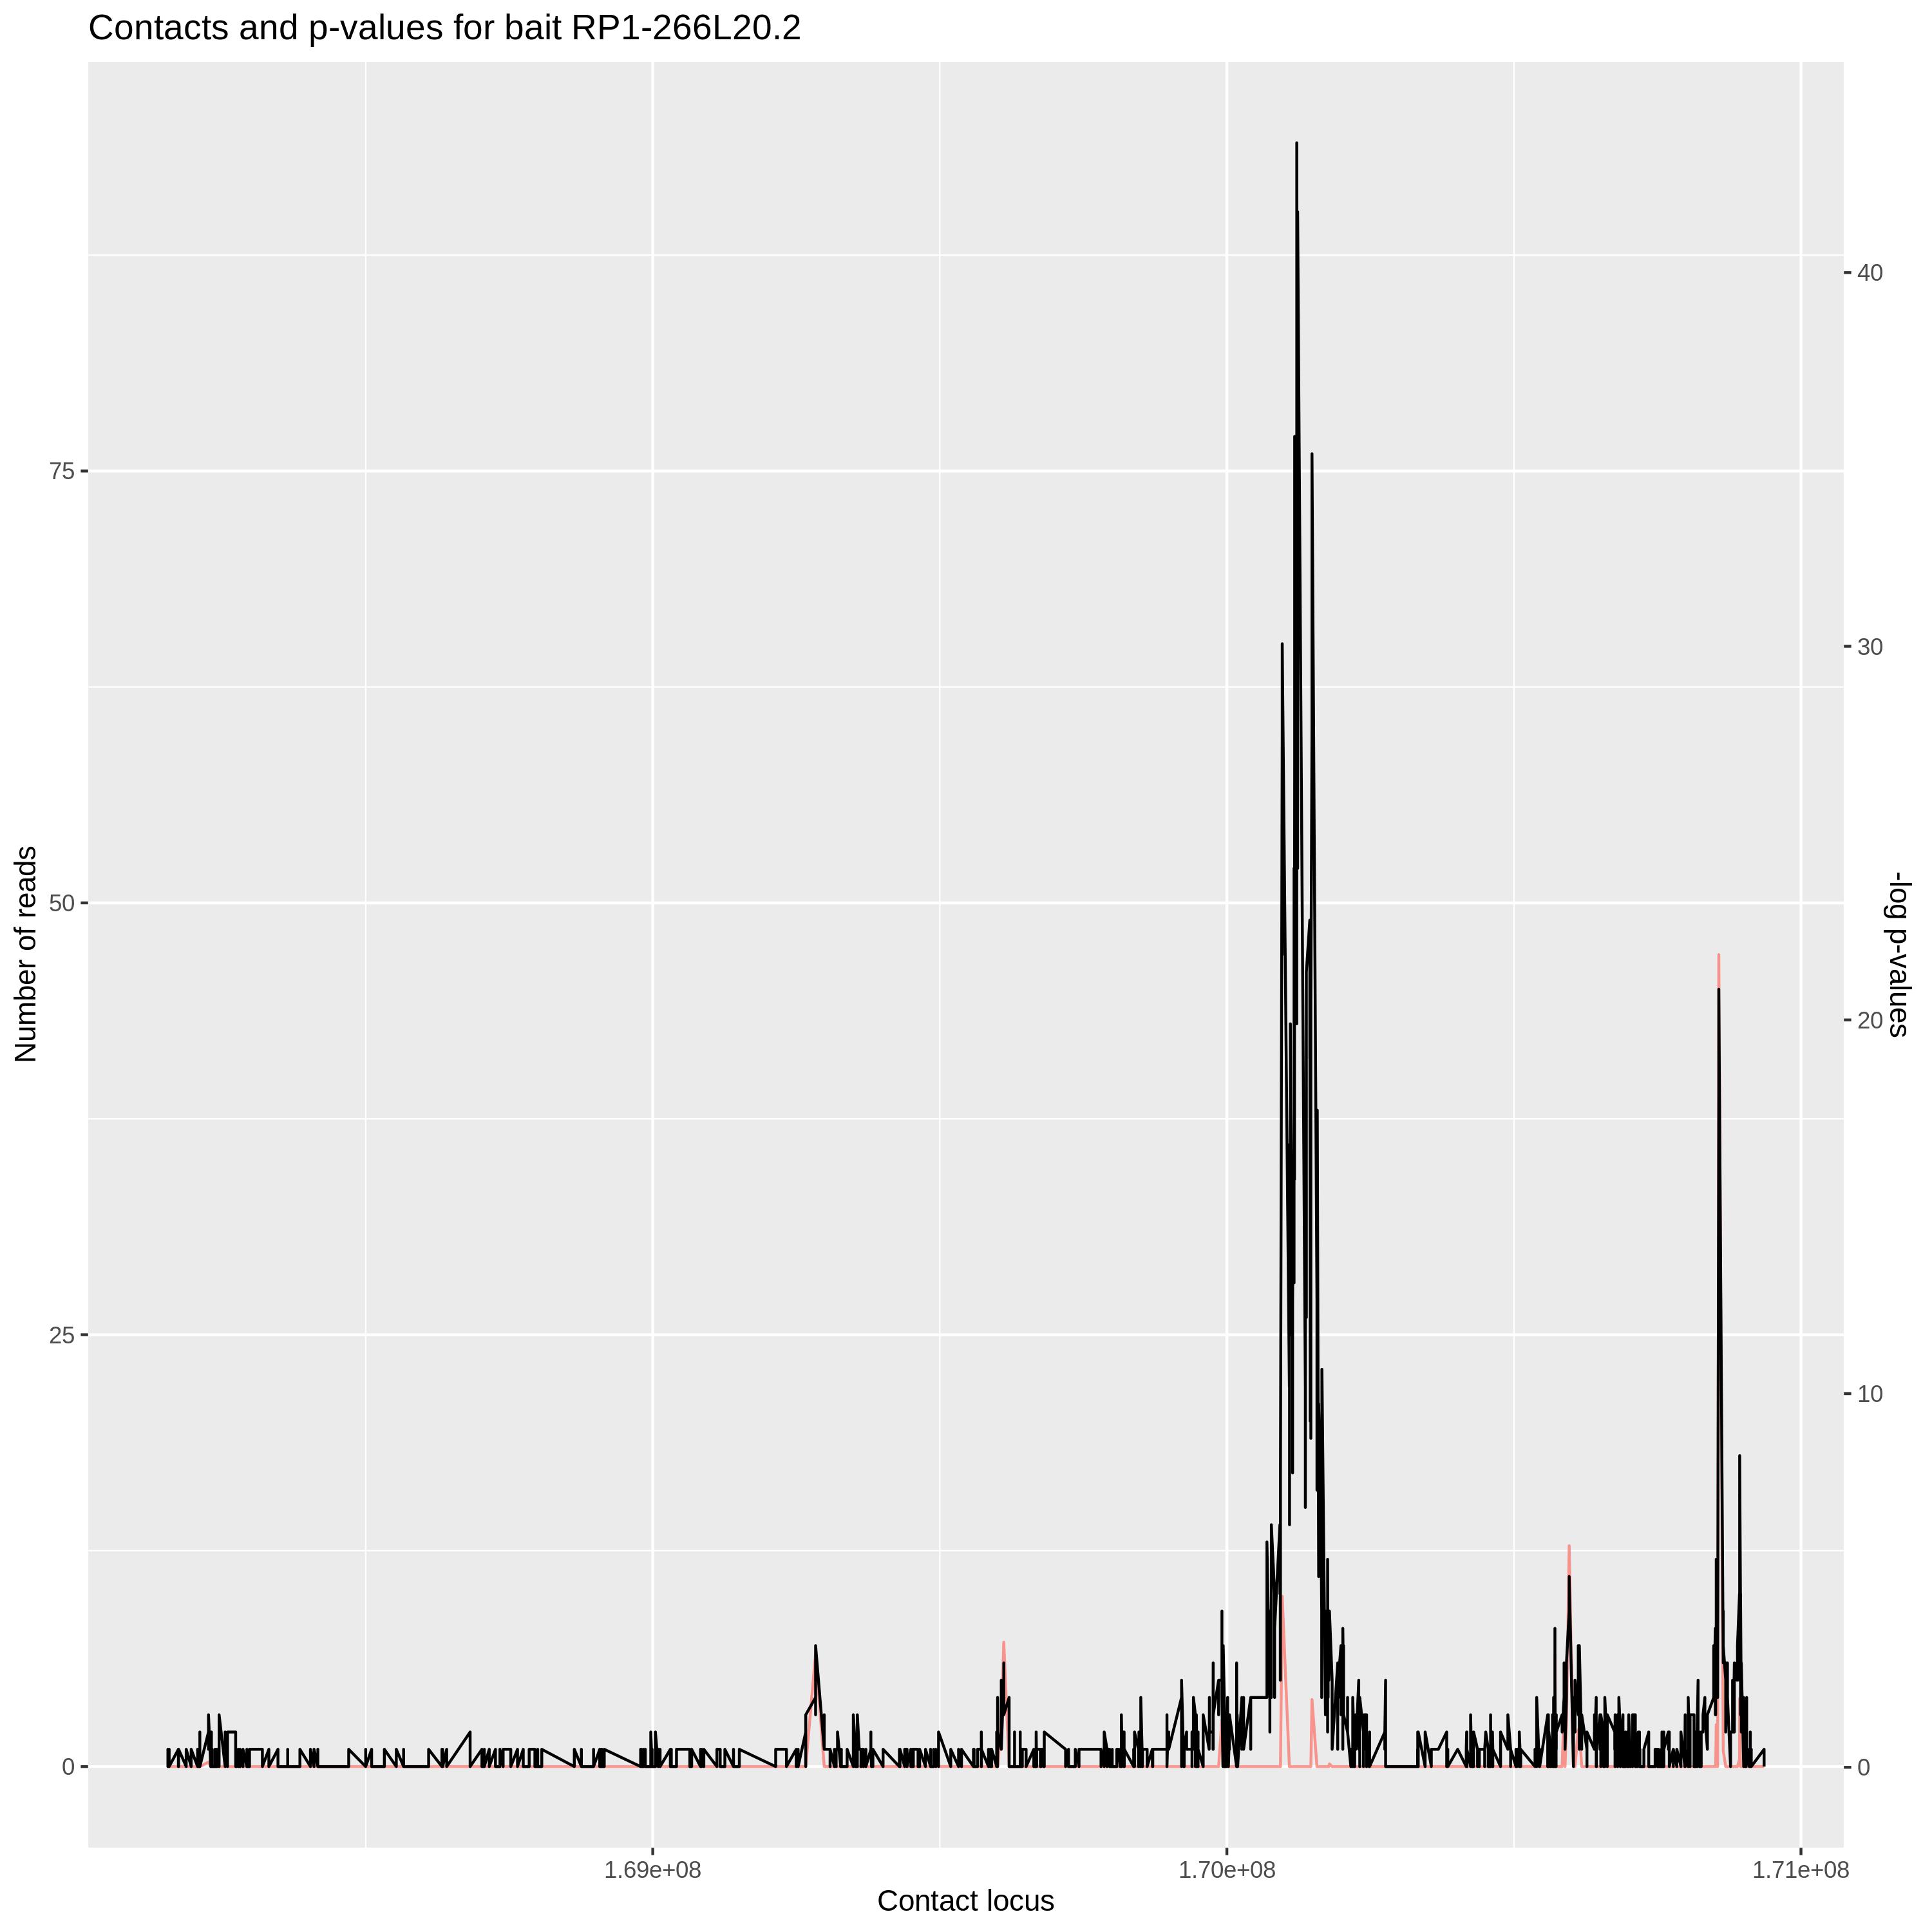 Contacts and p-values for bait RP1-266L20.2
Number of reads
75
50
25
0
40
30
20
10
0
-log p-values
1.69e+08
1.70e+08
1.71e+08
Contact locus